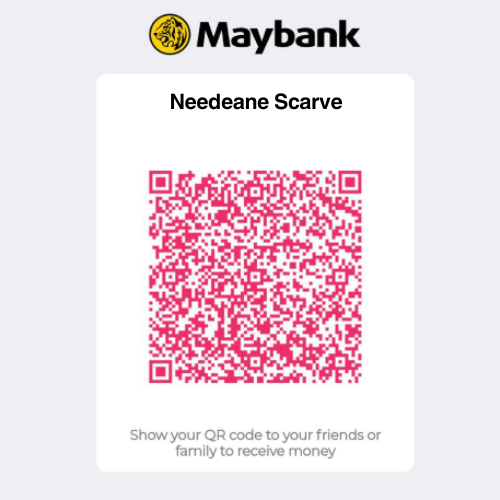 Maybank
Needeane Scarve
Show your QR code to your friends or
family to receive money